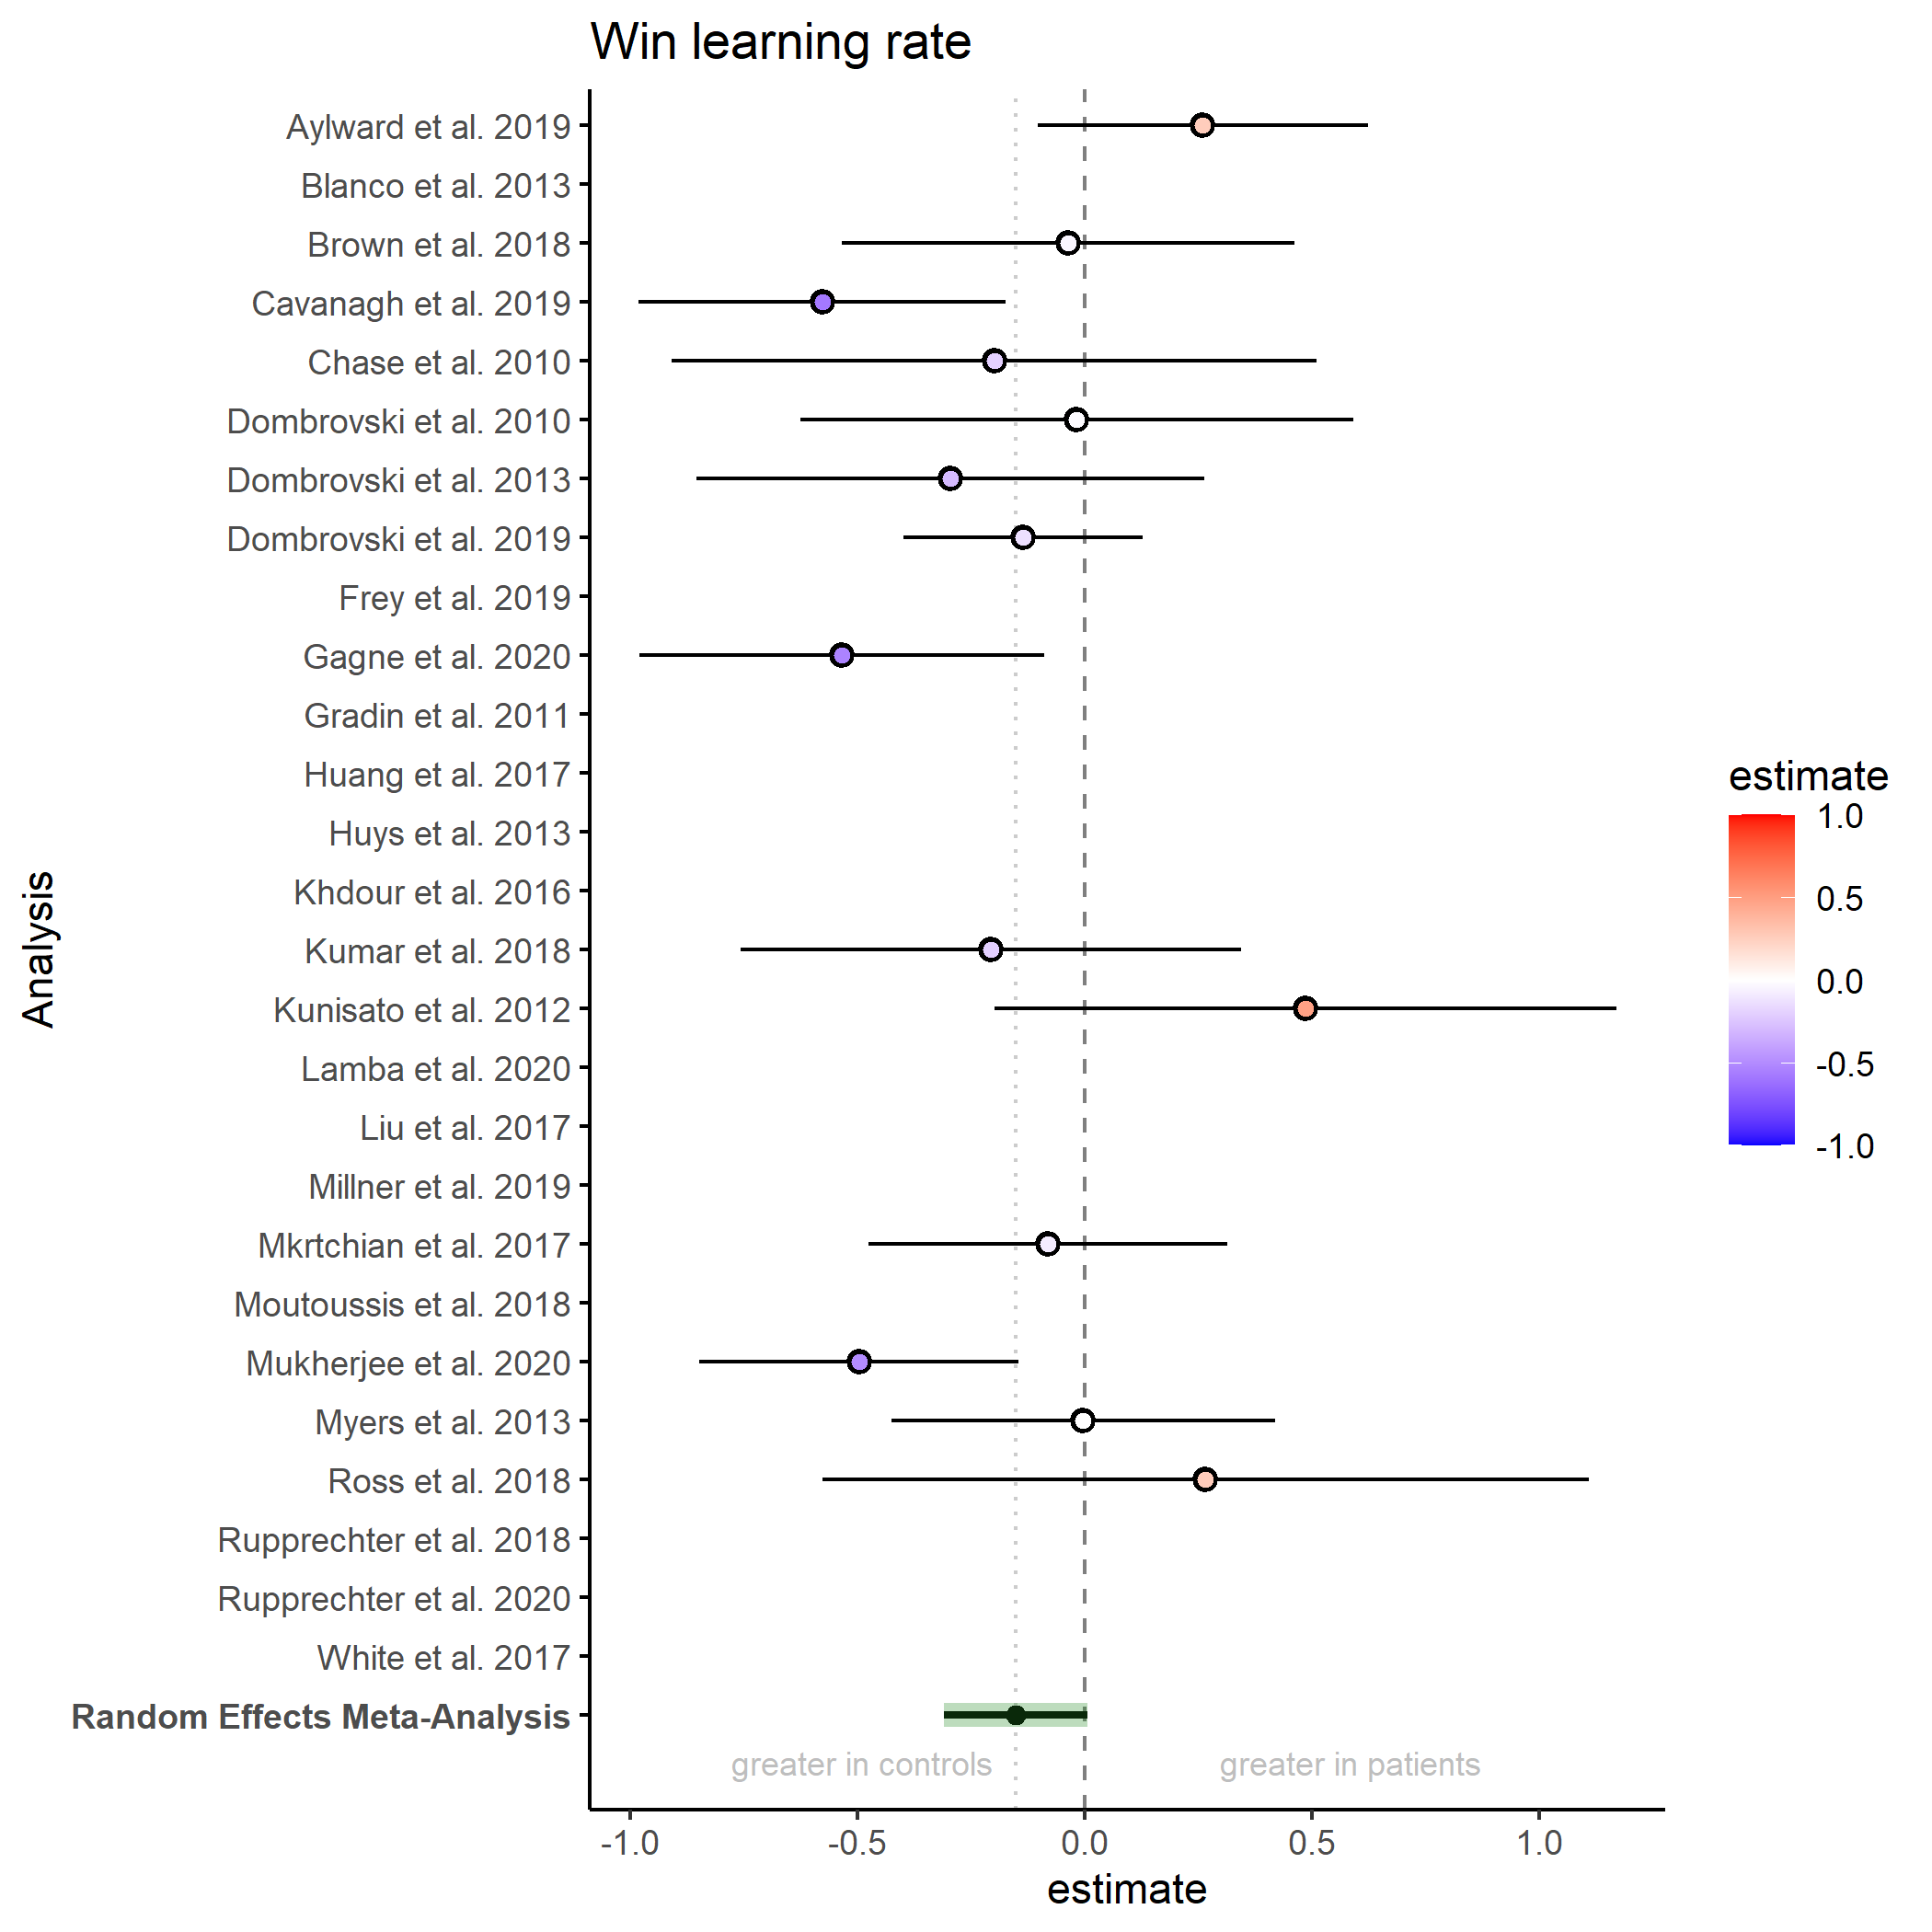 Win learning rate
Aylward et al. 2019
Blanco et al. 2013
Brown et al. 2018
Cavanagh et al. 2019
Chase et al. 2010
Dombrovski et al. 2010
Dombrovski et al. 2013
Dombrovski et al. 2019
Frey et al. 2019
Gagne et al. 2020
Gradin et al. 2011
Huang et al. 2017
Huys et al. 2013
Khdour et al. 2016
Kumar et al. 2018
Kunisato et al. 2012
Lamba et al. 2020
Liu et al. 2017
Millner et al. 2019
Mkrtchian et al. 2017
Moutoussis et al. 2018
Mukherjee et al. 2020
Myers et al. 2013
Ross et al. 2018
Rupprechter et al. 2018
Rupprechter et al. 2020
White et al. 2017
Random Effects Meta-Analysis
Analysis
greater in controls
greater in patients
-1.0
-0.5
0.0
0.5
1.0
estimate
estimate
1.0
0.5
0.0
-0.5
-1.0